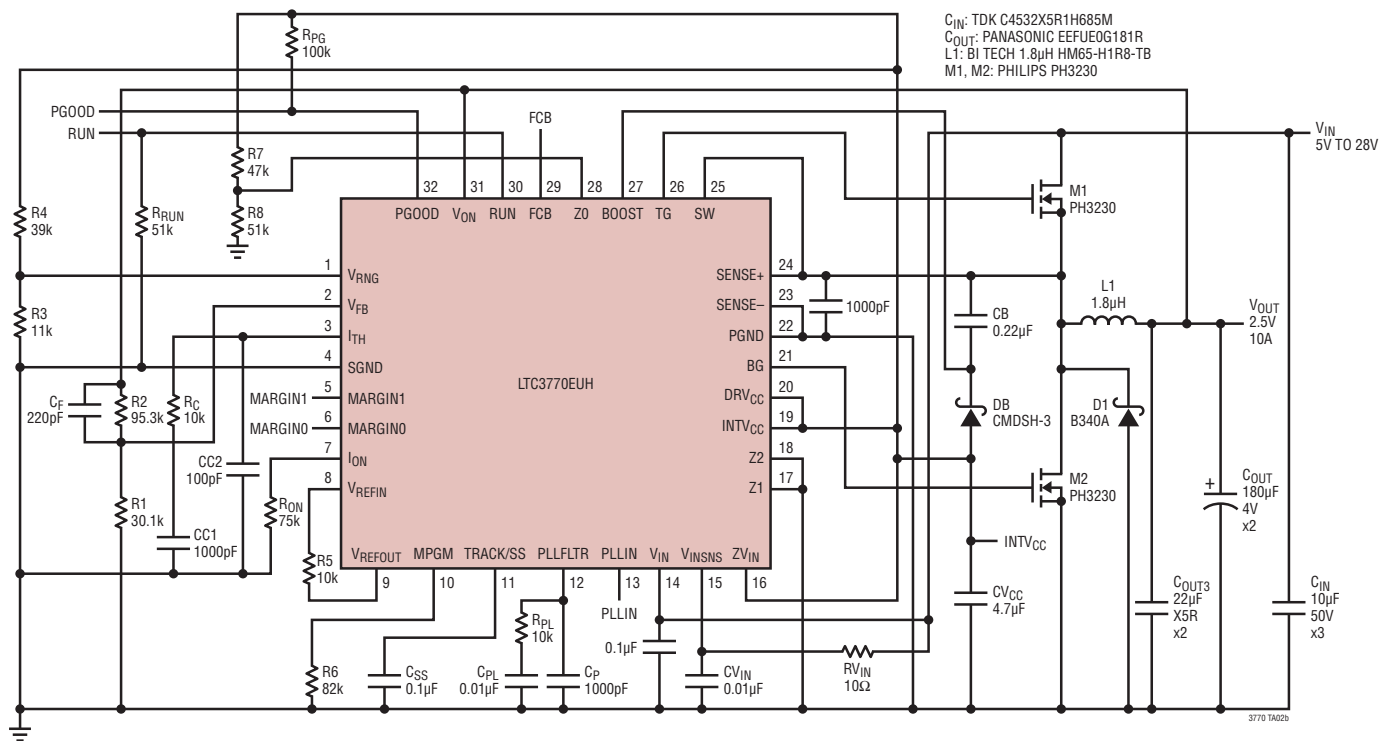 CIN: TDK C4532X5R1H685M
COUT: PANASONIC EEFUE0G181R
L1: BI TECH 1.8µH HM65-H1R8-TB
M1, M2: PHILIPS PH3230
RPG
100k
PGOOD
RUN
FCB
VIN
5V TO 28V
R7
47k
R8
51k
R4
39k
RRUN
51k
32
31
30
29
28
27
26
25
PGOOD
VON
RUN
FCB
Z0
BOOST
TG
SW
M1
PH3230
1
VRNG
2
VFB
3
ITH
4
SGND
MARGIN1
5
MARGIN1
MARGIN0
6
MARGIN0
7
ION
8
VREFIN
LTC3770EUH
SENSE+
24
SENSE–
23
PGND
22
BG
21
DRVCC
20
INTVCC
19
Z2
18
Z1
17
1000pF
R3
11k
CF
220pF
R2
95.3k
RC
10k
CC2
100pF
R1
30.1k
CC1
1000pF
RON
75k
R5
10k
CB
0.22µF
L1
1.8µH
VOUT
2.5V
10A
DB
CMDSH-3
D1
B340A
M2
PH3230
+
COUT
180µF
4V
x2
INTVCC
VREFOUT
MPGM
TRACK/SS
PLLFLTR
PLLIN
VIN
VINSNS
ZVIN
9
10
11
12
13
14
15
16
PLLIN
CVCC
4.7µF
COUT3
22µF
X5R
x2
CIN
10µF
50V
x3
RPL
10k
0.1µF
RVIN
10Ω
R6
82k
CSS
0.1µF
CPL
0.01µF
CP
1000pF
CVIN
0.01µF
3770 TA02b